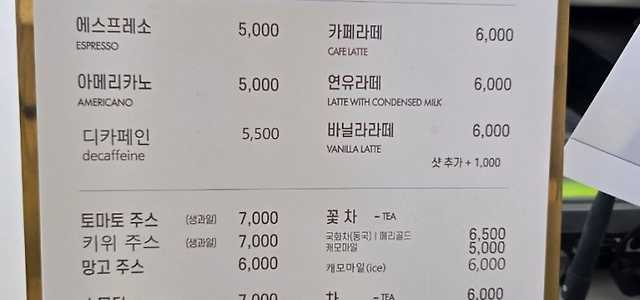 에스프레소 5,000
ESPRESSO
아메리카노 5,000
AMERICANO
디카페인 5,500
decaffeine
카페라떼 6,000
CAFE LATTE
연유라떼 6,000
LATTE WITH CONDENSED MILK
바닐라라떼 6,000
VANILLA LATTE
샷 추가 + 1,000
토마토 주스 (생과일) 7,000
키위 주스 (생과일) 7,000
망고 주스 6,000
7,000
꽃 차 - TEA
국화차(동국) | 메리골드 6,500
캐모마일 5,000
캐모마일(ice) 6,000
차 - TEA 6,000